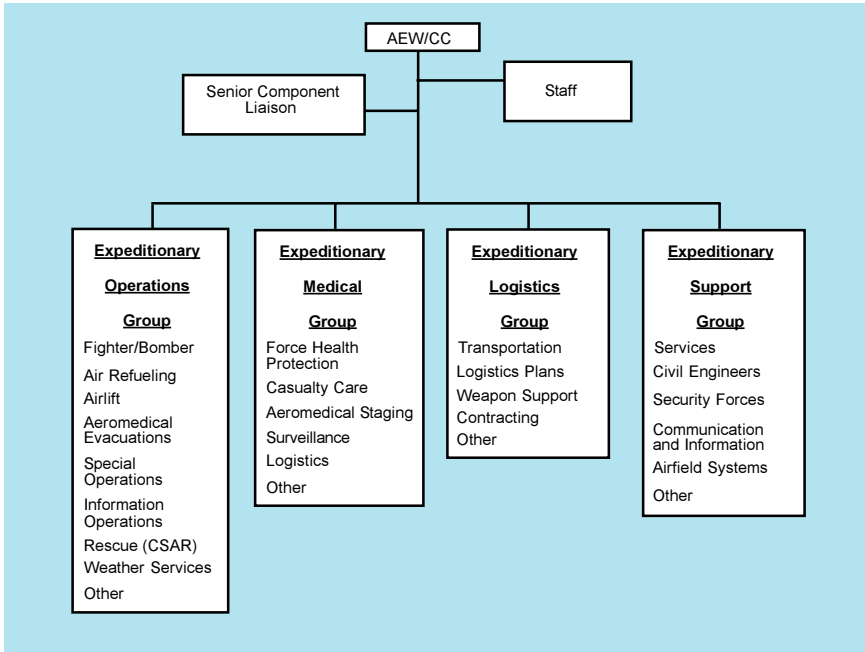 AEW/CC
Senior Component
Liaison
Staff
Expeditionary
Operations
Group
Fighter/Bomber
Air Refueling
Airlift
Aeromedical
Evacuations
Special
Operations
Information
Operations
Rescue (CSAR)
Weather Services
Other
Expeditionary
Medical
Group
Force Health
Protection
Casualty Care
Aeromedical Staging
Surveillance
Logistics
Other
Expeditionary
Logistics
Group
Transportation
Logistics Plans
Weapon Support
Contracting
Other
Expeditionary
Support
Group
Services
Civil Engineers
Security Forces
Communication
and Information
Airfield Systems
Other